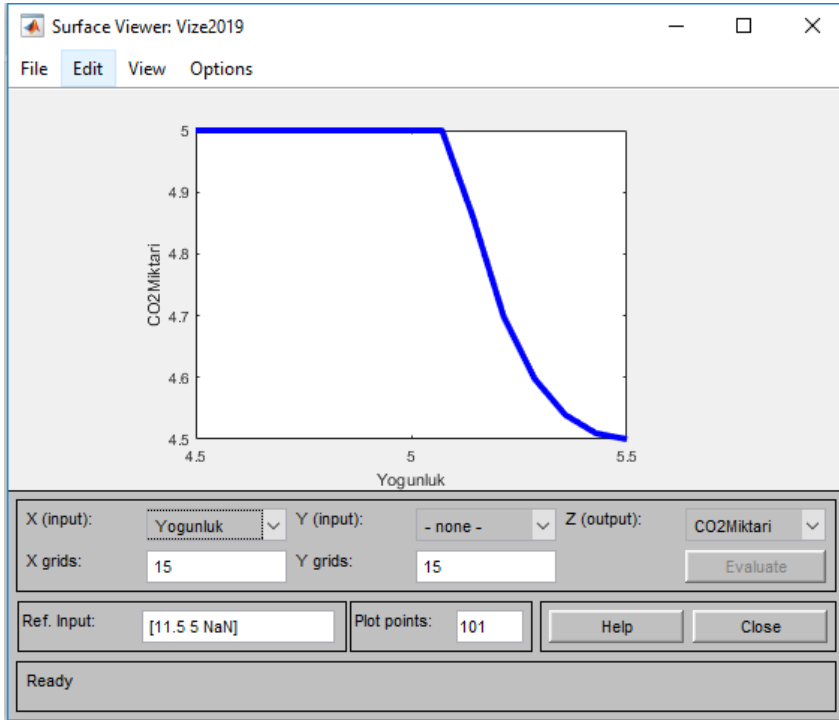 Surface Viewer: Vize2019
File Edit View Options
5
4.9
4.8
4.7
4.6
4.5
CO2Miktari
4.5 5 5.5
Yogunluk
X (input): Yogunluk Y (input): - none - Z (output): CO2Miktari
X grids: 15 Y grids: 15 Evaluate
Ref. Input: [11.5 5 NaN] Plot points: 101 Help Close
Ready